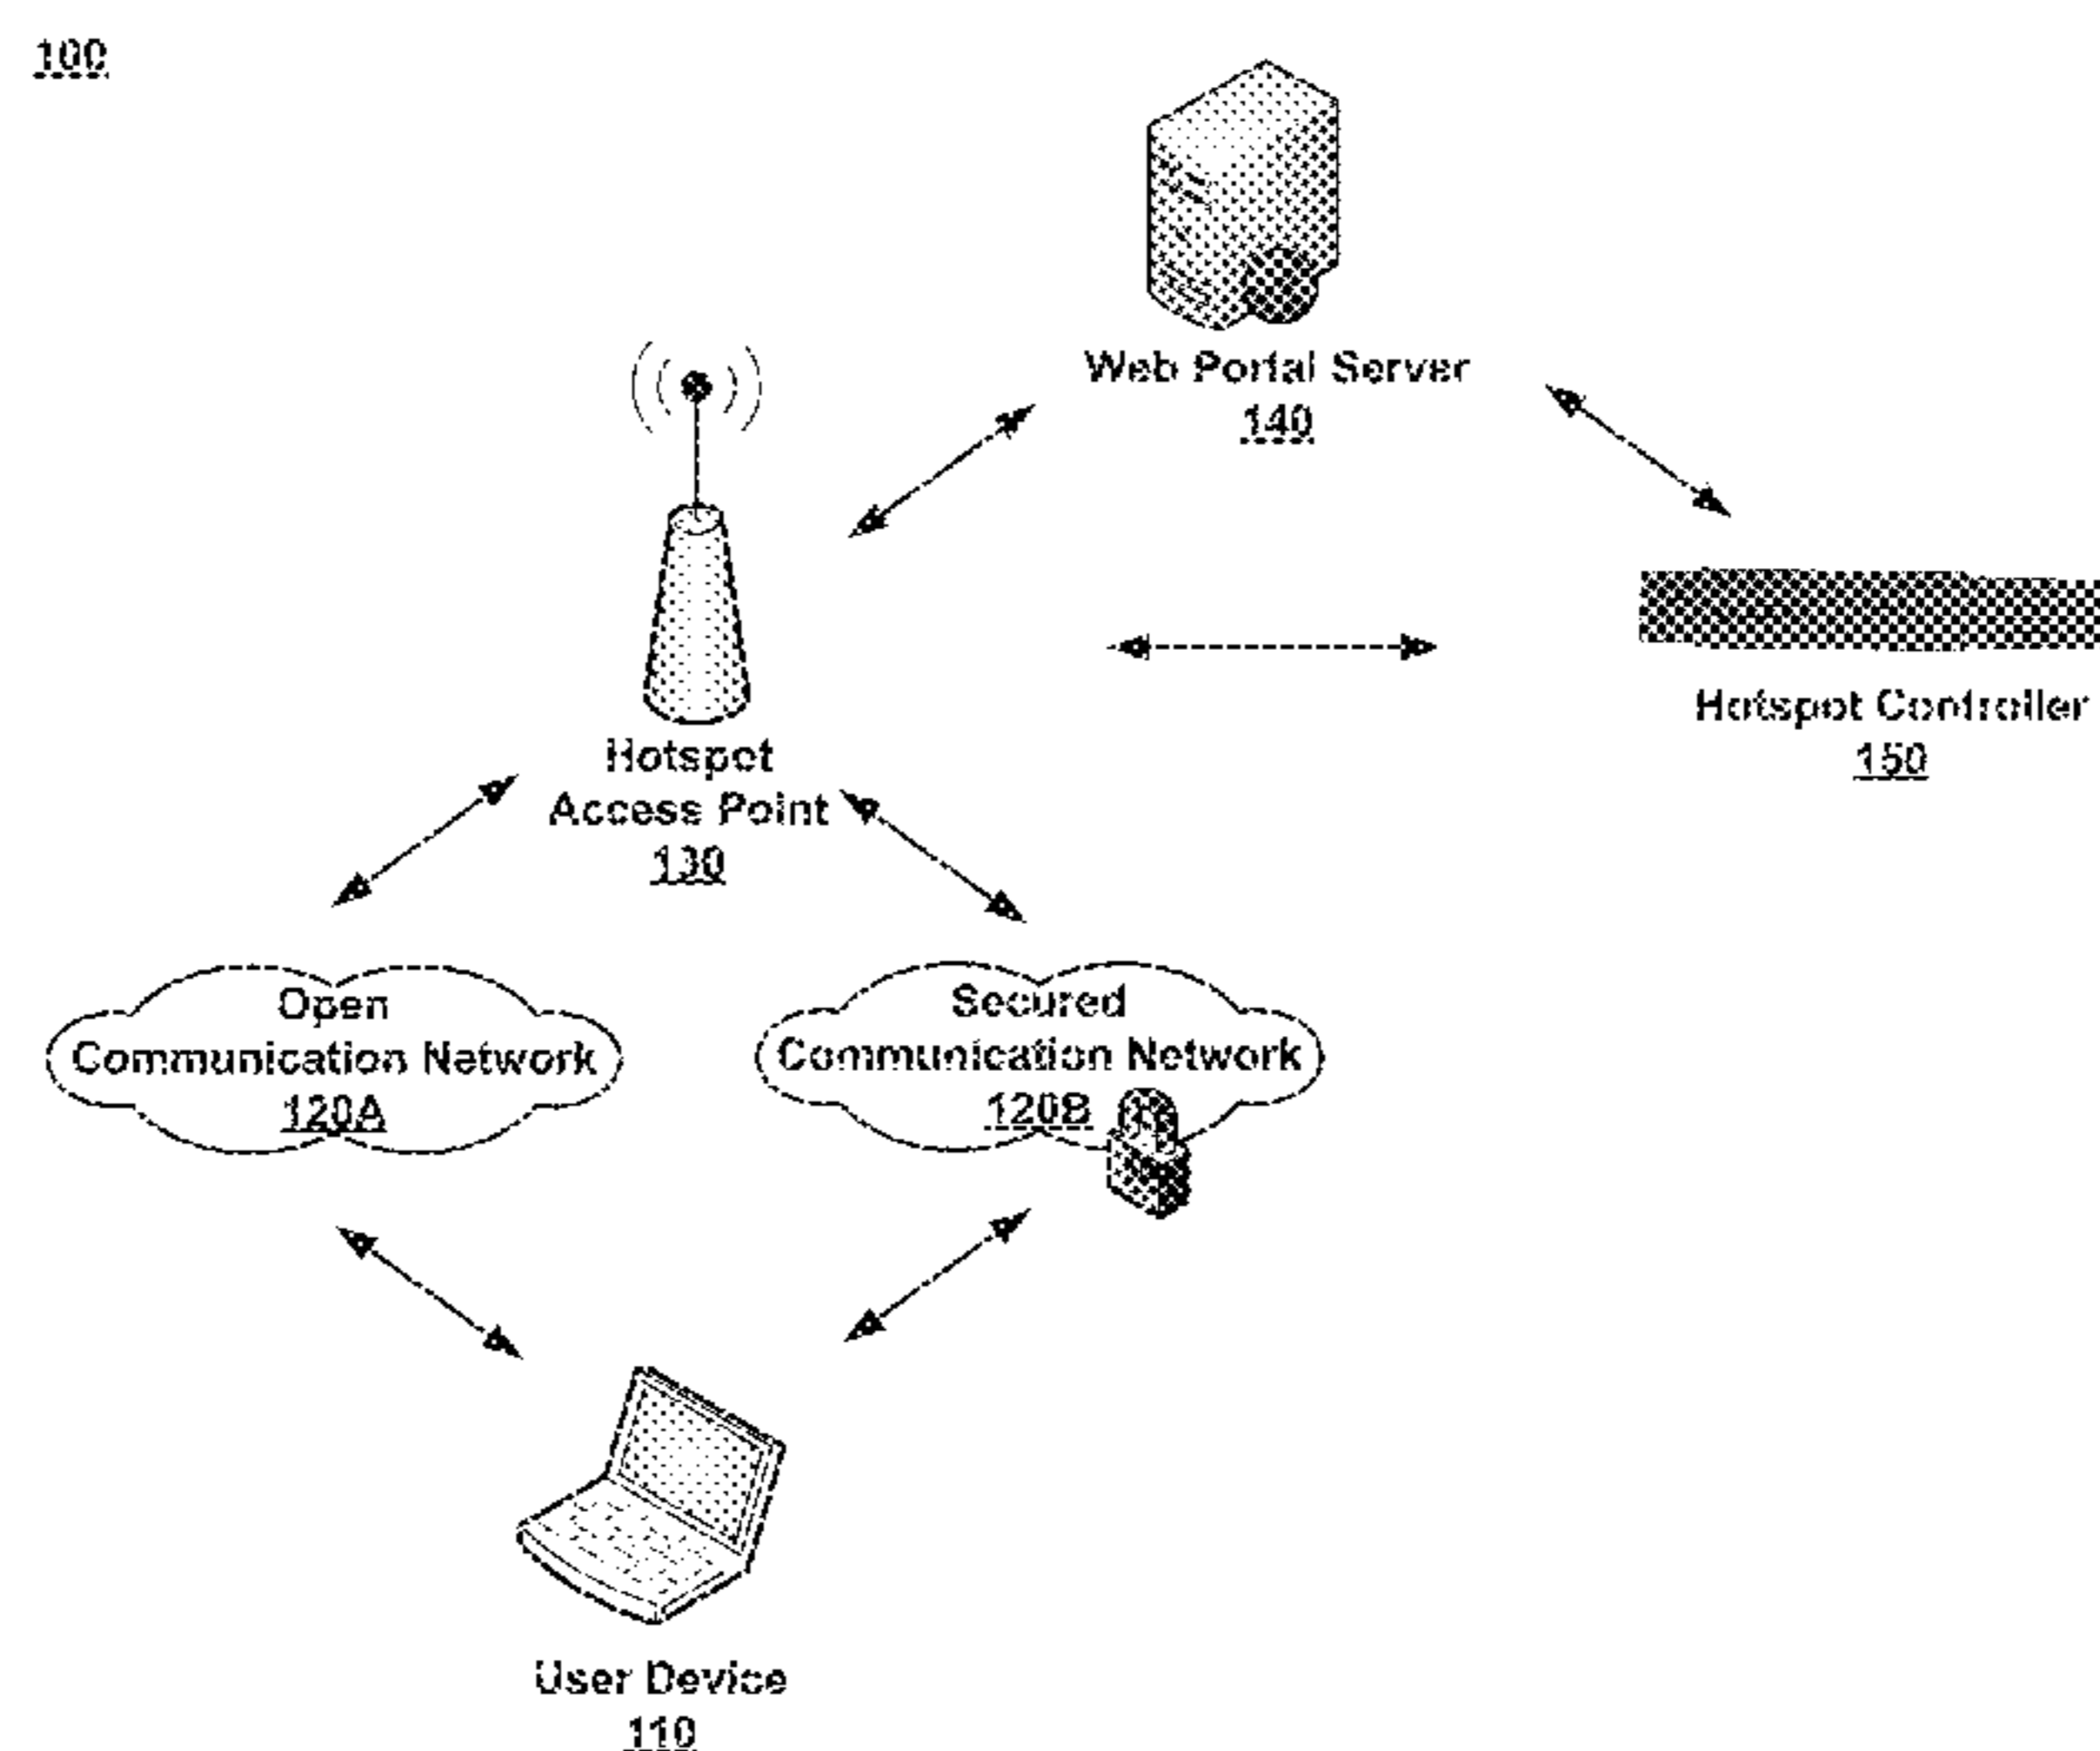 100
Web Portal Server
140
Hotspot
Access Point
130
Hotspot Controller
150
Open
Communication Network
120A
Secured
Communication Network
120B
User Device
110